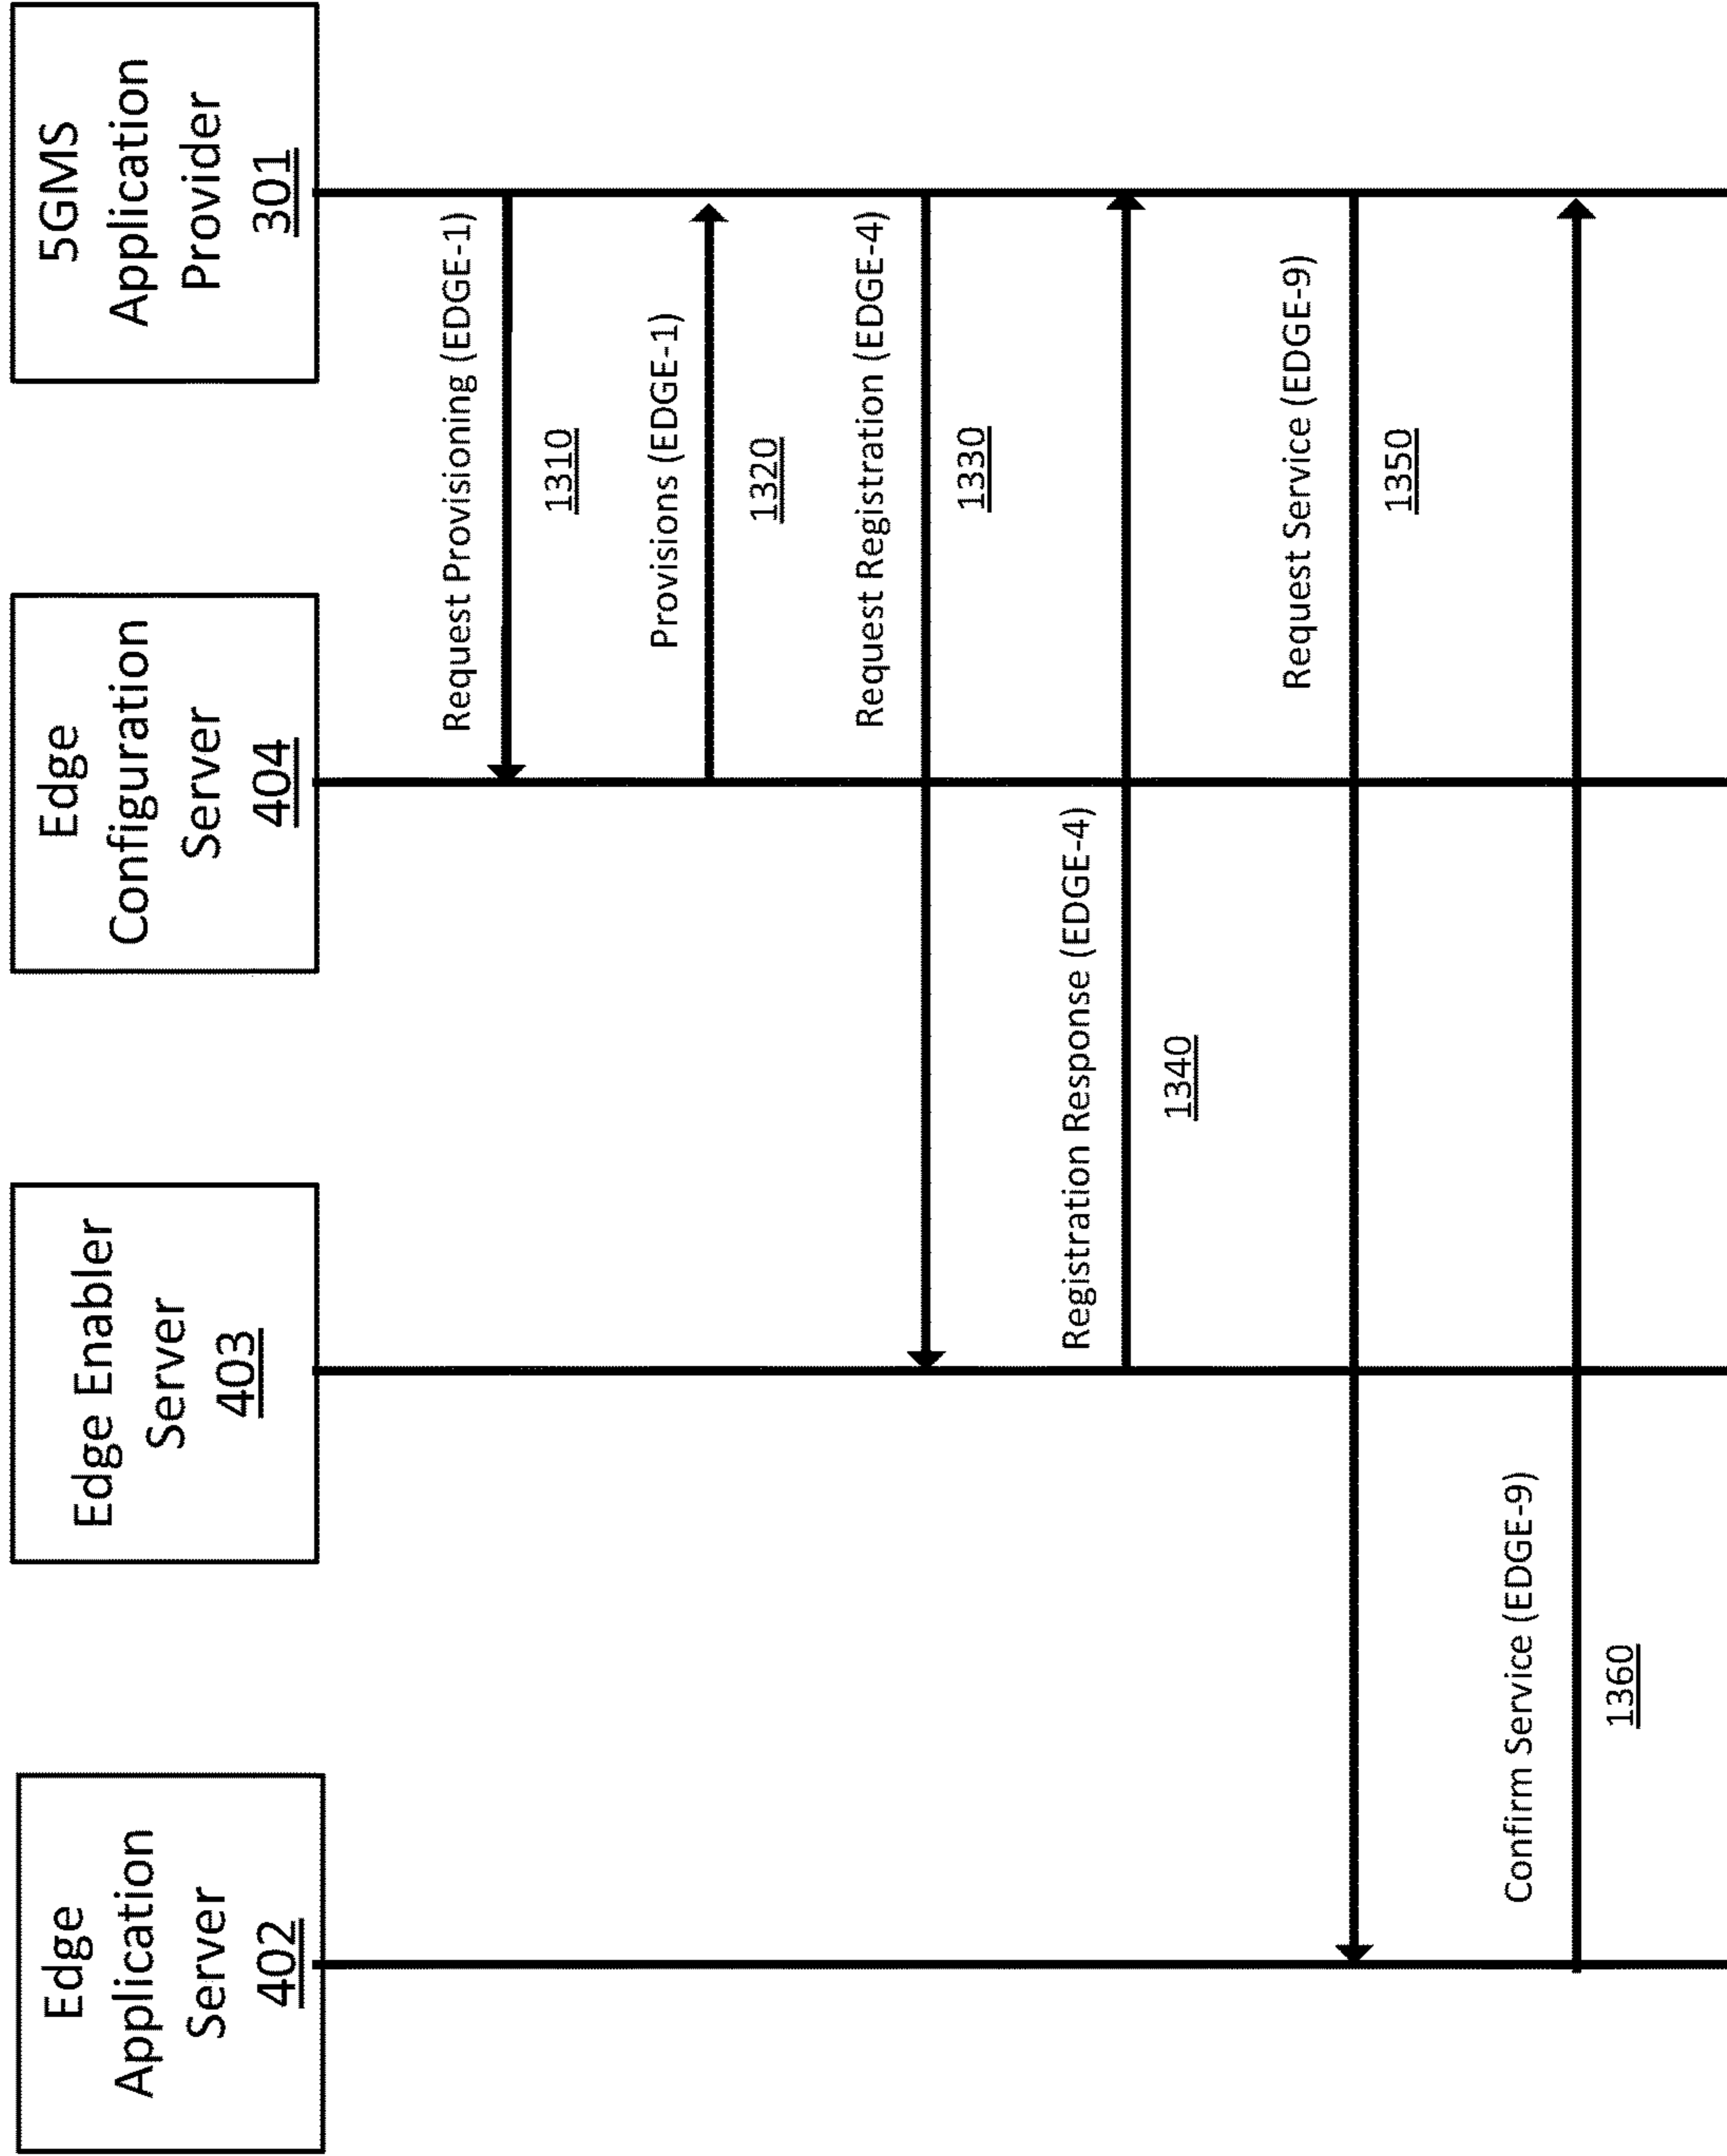 Edge
Application
Server
402
Edge Enabler
Server
403
Edge
Configuration
Server
404
5GMS
Application
Provider
301
Request Provisioning (EDGE-1)
1310
Provisions (EDGE-1)
1320
Request Registration (EDGE-4)
1330
Registration Response (EDGE-4)
1340
Request Service (EDGE-9)
1350
Confirm Service (EDGE-9)
1360